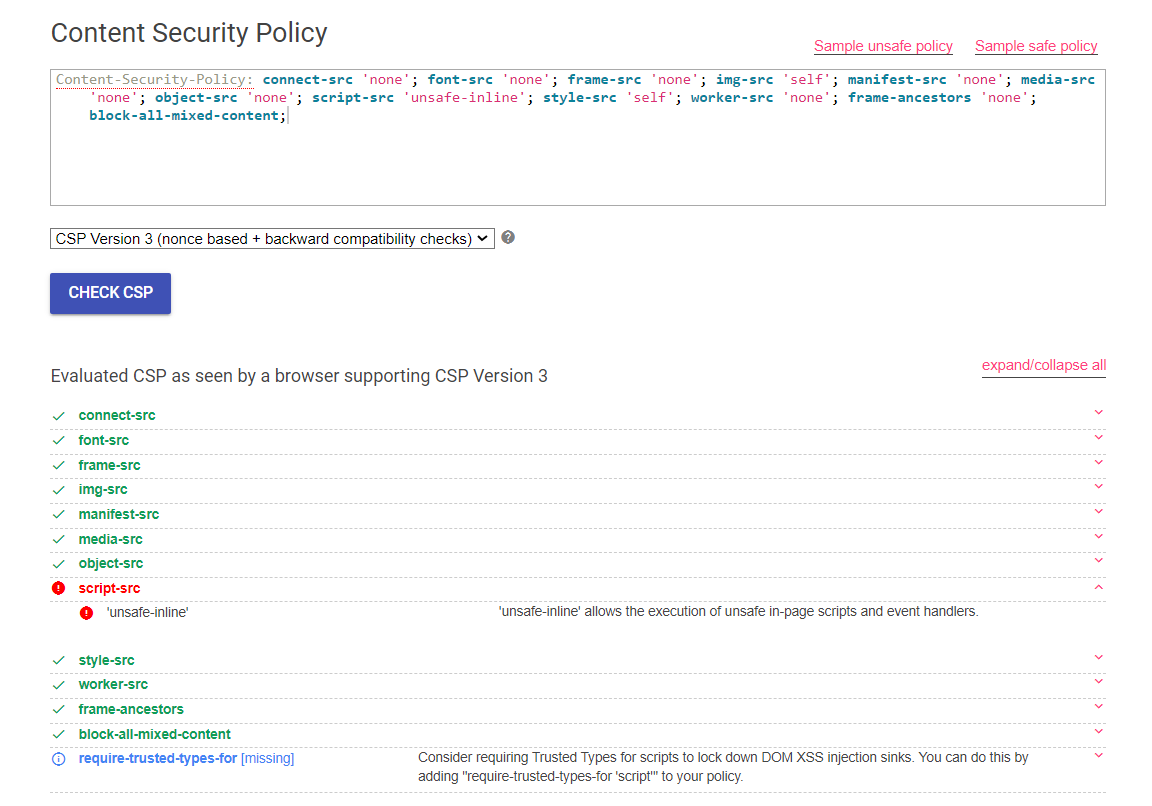 Content Security Policy
Sample unsafe policy Sample safe policy
Content-Security-Policy: connect-src 'none'; font-src 'none'; frame-src 'none'; img-src 'self'; manifest-src 'none'; media-src
'none'; object-src 'none'; script-src 'unsafe-inline'; style-src 'self'; worker-src 'none'; frame-ancestors 'none';
block-all-mixed-content;
CSP Version 3 (nonce based + backward compatibility checks) ?
CHECK CSP
expand/collapse all
Evaluated CSP as seen by a browser supporting CSP Version 3
connect-src
font-src
frame-src
img-src
manifest-src
media-src
object-src
script-src
'unsafe-inline' 'unsafe-inline' allows the execution of unsafe in-page scripts and event handlers.
style-src
worker-src
frame-ancestors
block-all-mixed-content
require-trusted-types-for [missing] Consider requiring Trusted Types for scripts to lock down DOM XSS injection sinks. You can do this by
adding "require-trusted-types-for 'script'" to your policy.